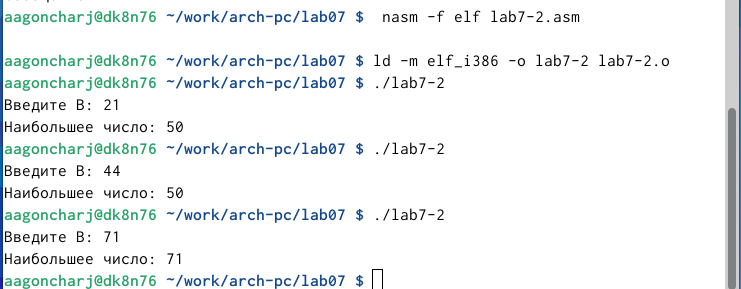 aagoncharj@dk8n76 ~/work/arch-pc/lab07 $  nasm -f elf lab7-2.asm
aagoncharj@dk8n76 ~/work/arch-pc/lab07 $ ld -m elf_i386 -o lab7-2 lab7-2.o
aagoncharj@dk8n76 ~/work/arch-pc/lab07 $ ./lab7-2
Введите B: 21
Наибольшее число: 50
aagoncharj@dk8n76 ~/work/arch-pc/lab07 $ ./lab7-2
Введите B: 44
Наибольшее число: 50
aagoncharj@dk8n76 ~/work/arch-pc/lab07 $ ./lab7-2
Введите B: 71
Наибольшее число: 71
aagoncharj@dk8n76 ~/work/arch-pc/lab07 $